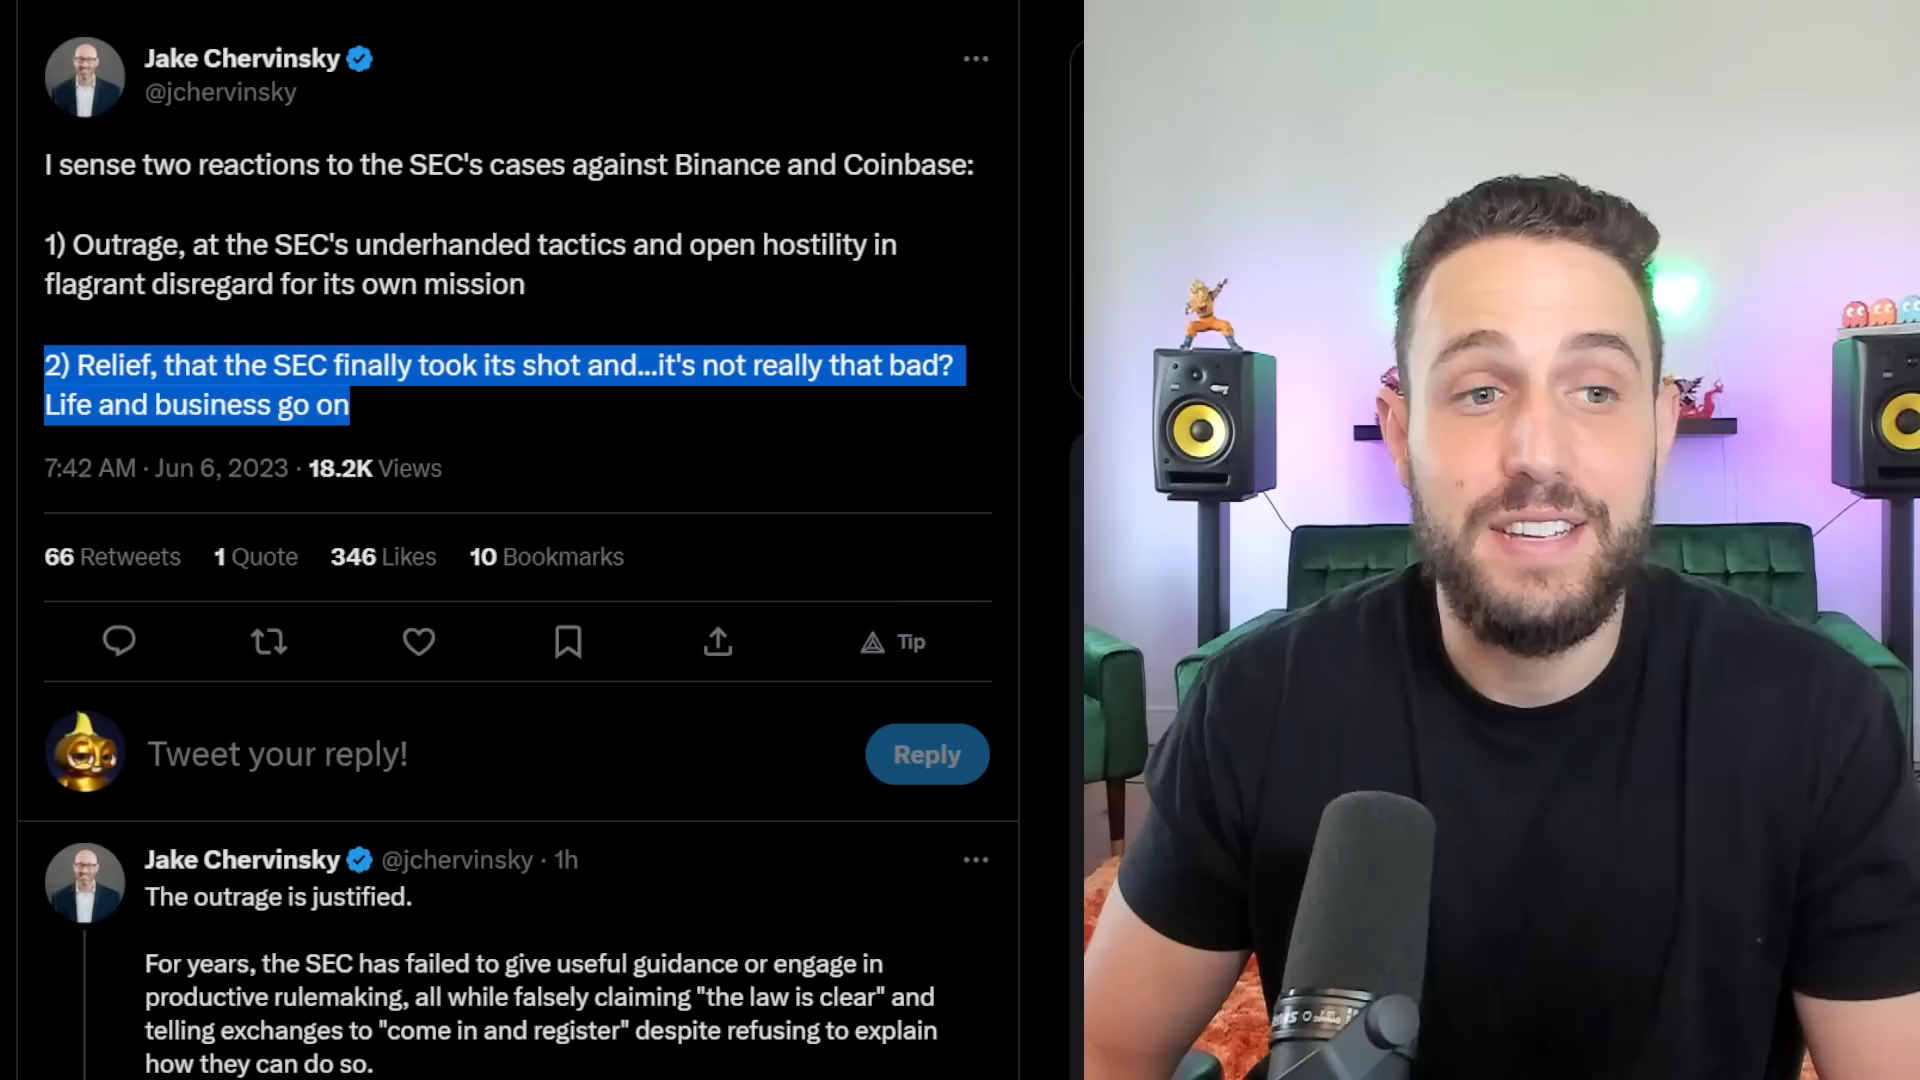 Jake Chervinsky
@jchervinsky
I sense two reactions to the SEC's cases against Binance and Coinbase:
1) Outrage, at the SEC's underhanded tactics and open hostility in
flagrant disregard for its own mission
2) Relief, that the SEC finally took its shot and...it's not really that bad?
Life and business go on
7:42 AM · Jun 6, 2023 · 18.2K Views
66 Retweets 1 Quote 346 Likes 10 Bookmarks
Tip
Tweet your reply!
Reply
Jake Chervinsky @jchervinsky · 1h
The outrage is justified.
For years, the SEC has failed to give useful guidance or engage in
productive rulemaking, all while falsely claiming "the law is clear" and
telling exchanges to "come in and register" despite refusing to explain
how they can do so.